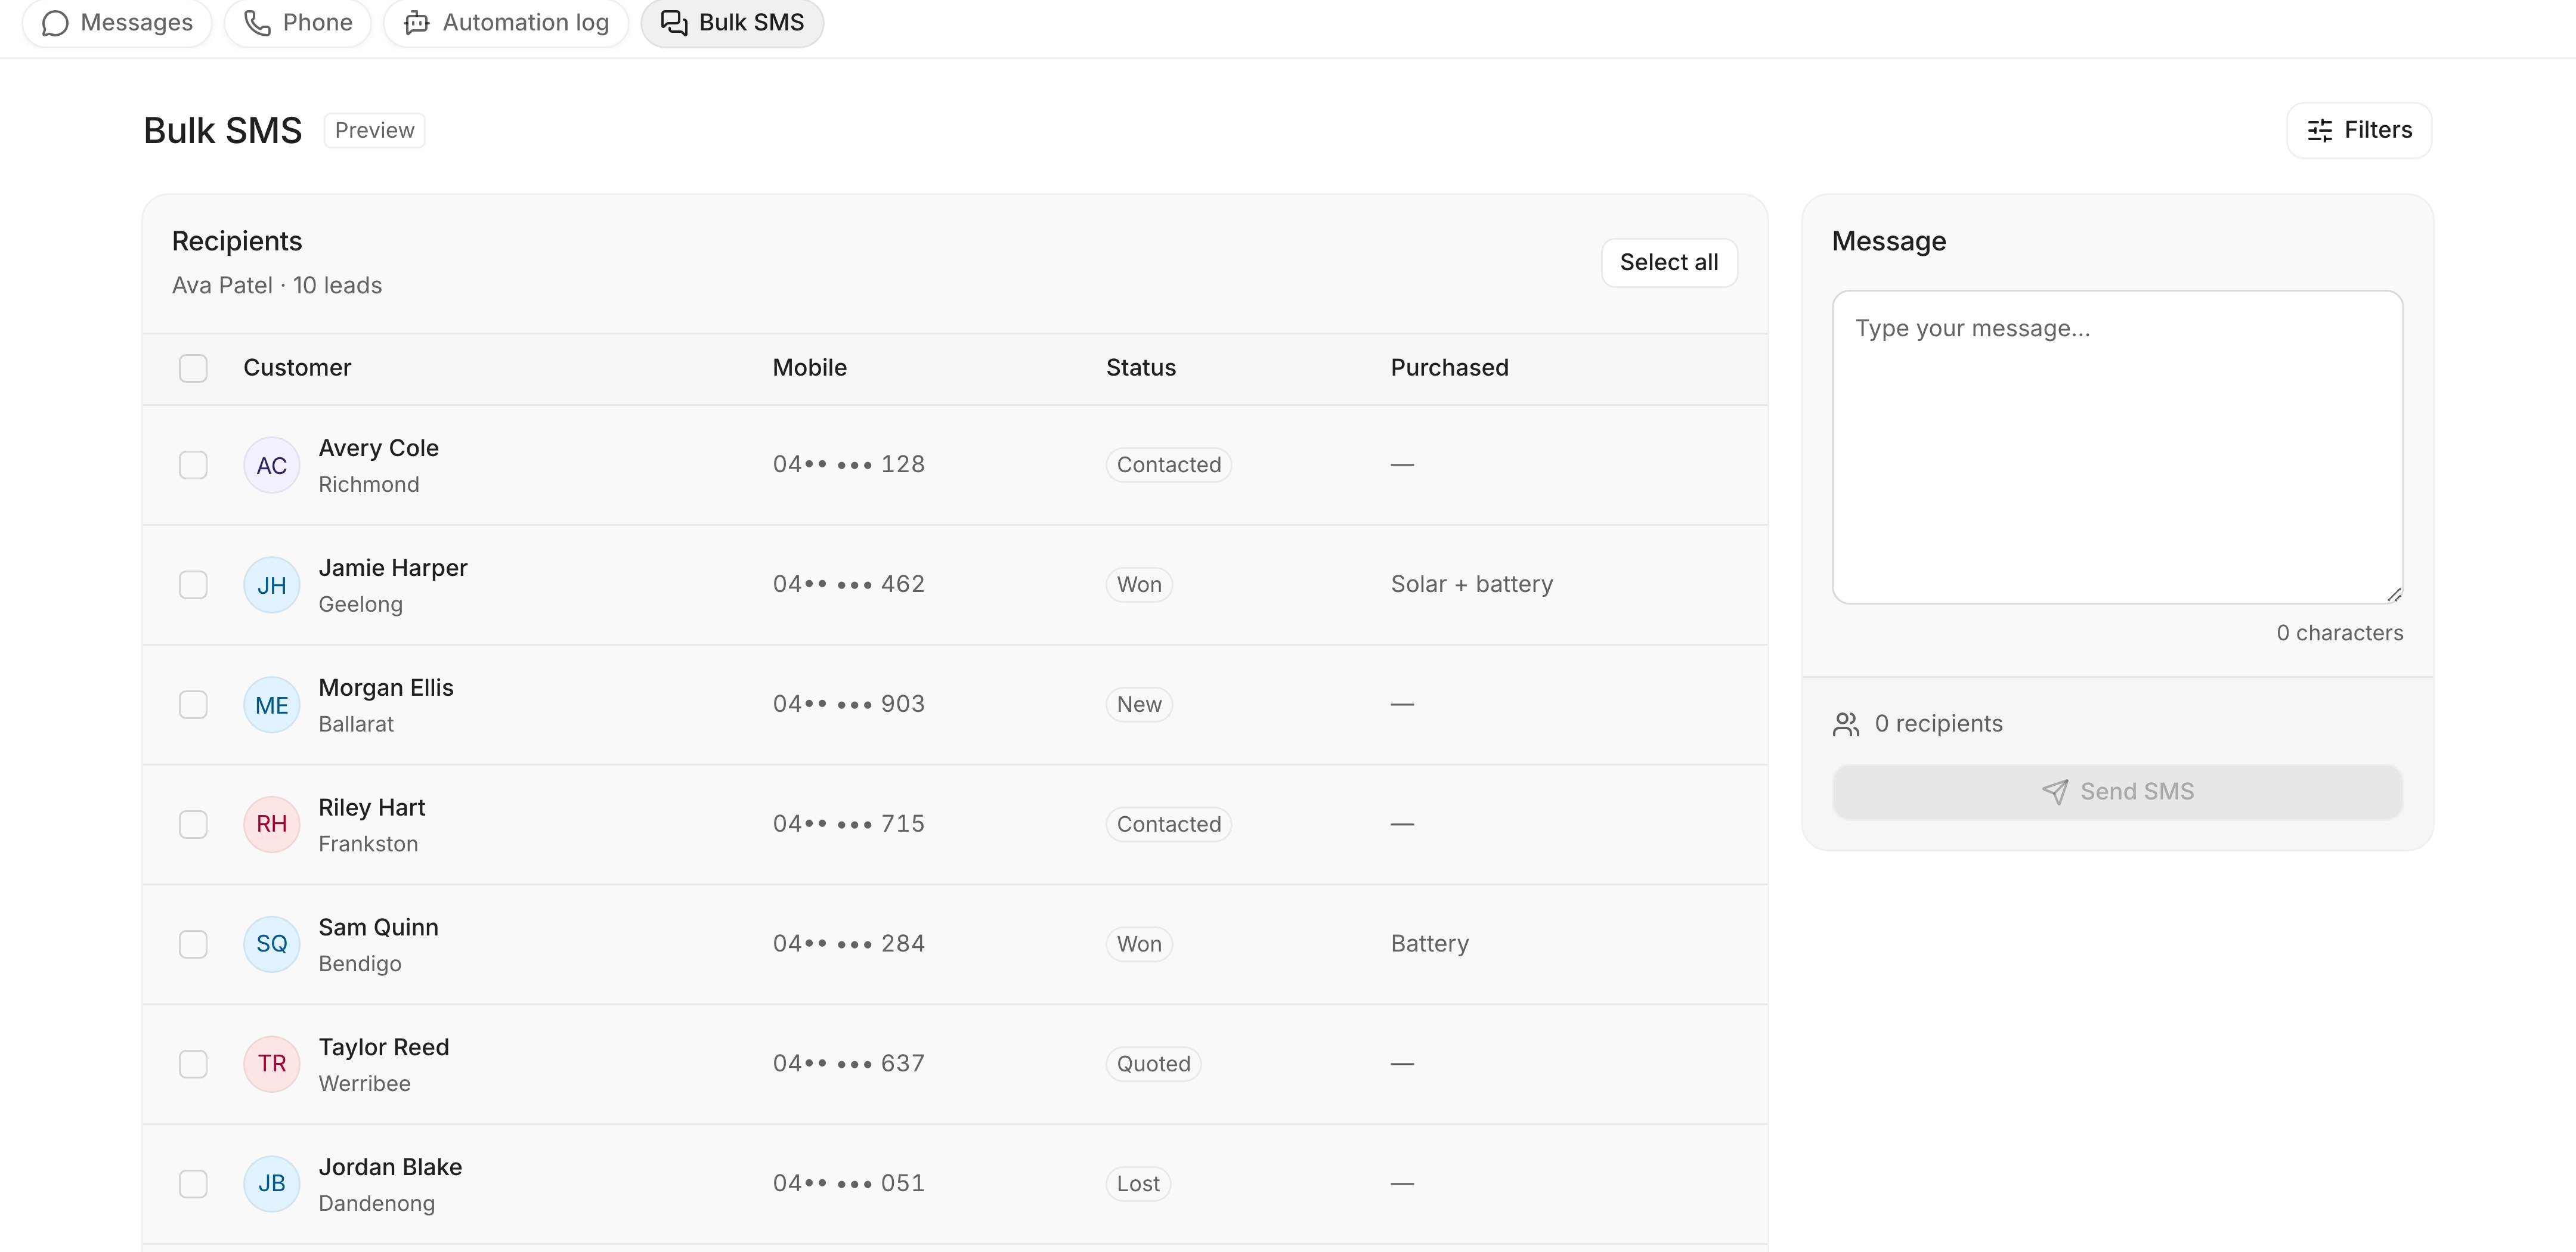 Messages Phone Automation log Bulk SMS
Bulk SMS Preview Filters
Recipients
Ava Patel · 10 leads
Select all
Customer Mobile Status Purchased
AC Avery Cole
Richmond
04•• ••• 128 Contacted —
JH Jamie Harper
Geelong
04•• ••• 462 Won Solar + battery
ME Morgan Ellis
Ballarat
04•• ••• 903 New —
RH Riley Hart
Frankston
04•• ••• 715 Contacted —
SQ Sam Quinn
Bendigo
04•• ••• 284 Won Battery
TR Taylor Reed
Werribee
04•• ••• 637 Quoted —
JB Jordan Blake
Dandenong
04•• ••• 051 Lost —
Message
Type your message...
0 characters
0 recipients
Send SMS